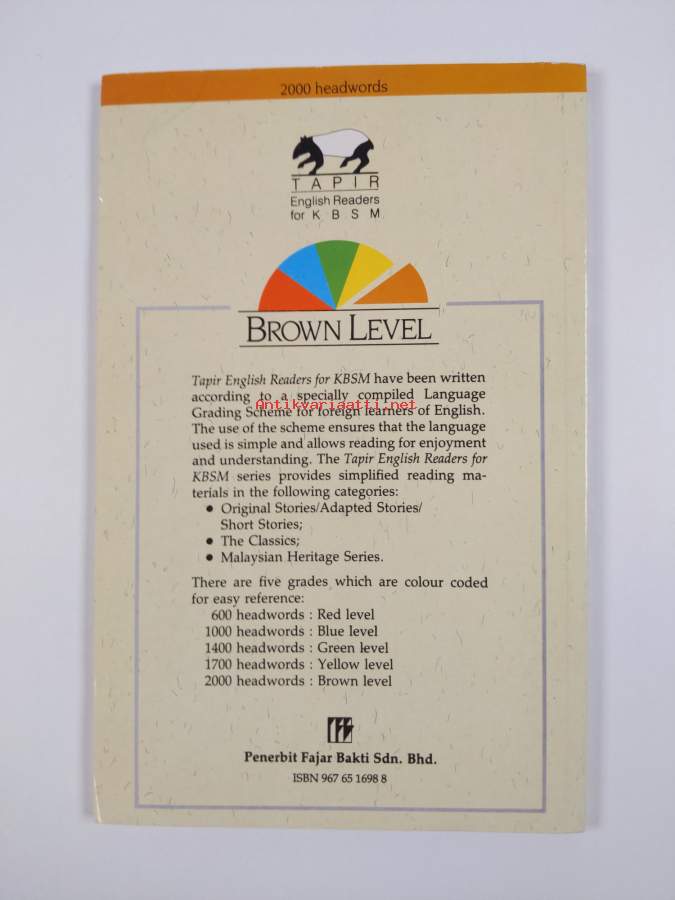 2000 headwords
TAPIR
English Readers
for K B S M
BROWN LEVEL
Tapir English Readers for KBSM have been written
according to a specially compiled Language
Antikvariaatti.net
Grading Scheme for foreign learners of English.
The use of the scheme ensures that the language
used is simple and allows reading for enjoyment
and understanding. The Tapir English Readers for
KBSM series provides simplified reading ma-
terials in the following categories:
• Original Stories/Adapted Stories/
Short Stories;
• The Classics;
• Malaysian Heritage Series.
There are five grades which are colour coded
for easy reference:
600 headwords : Red level
1000 headwords : Blue level
1400 headwords : Green level
1700 headwords : Yellow level
2000 headwords : Brown level
Penerbit Fajar Bakti Sdn. Bhd.
ISBN 967 65 1698 8